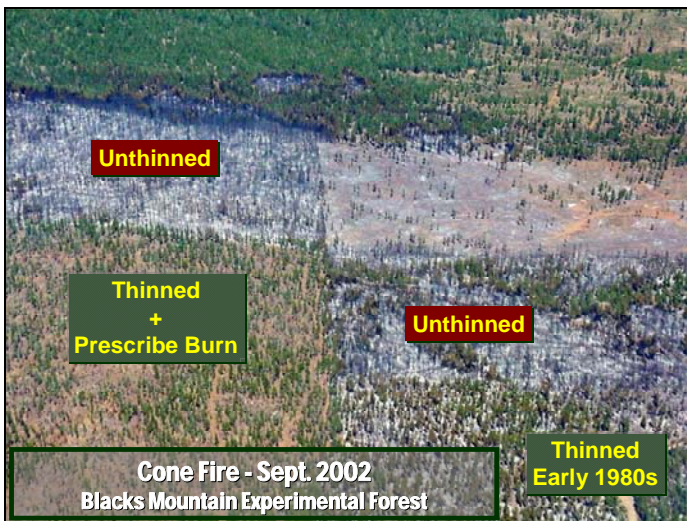 Unthinned
Thinned
+
Prescribe Burn
Unthinned
Thinned
Early 1980s
Cone Fire - Sept. 2002
Blacks Mountain Experimental Forest